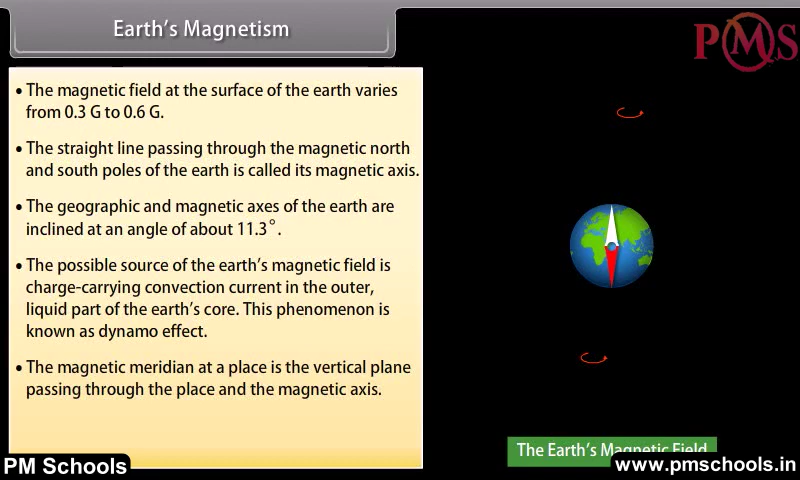 Earth's Magnetism
PMS
• The magnetic field at the surface of the earth varies
from 0.3 G to 0.6 G.
• The straight line passing through the magnetic north
and south poles of the earth is called its magnetic axis.
• The geographic and magnetic axes of the earth are
inclined at an angle of about 11.3°.
• The possible source of the earth's magnetic field is
charge-carrying convection current in the outer,
liquid part of the earth's core. This phenomenon is
known as dynamo effect.
• The magnetic meridian at a place is the vertical plane
passing through the place and the magnetic axis.
The Earth's Magnetic Field
PM Schools
www.pmschools.in